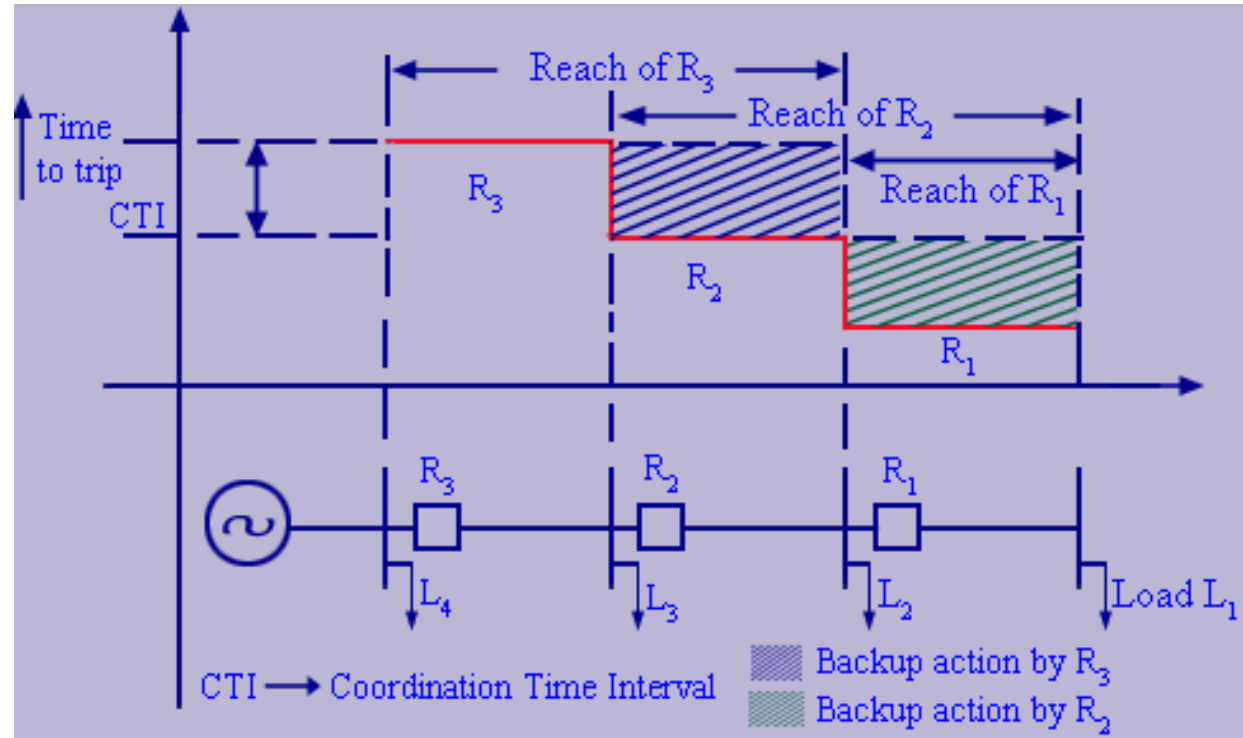 Reach of R₃
Time
to trip
Reach of R₂
R₃
Reach of R₁
CTI
R₂
R₁
R₃
R₂
R₁
L₄
L₃
L₂
Load L₁
CTI → Coordination Time Interval
Backup action by R₃
Backup action by R₂